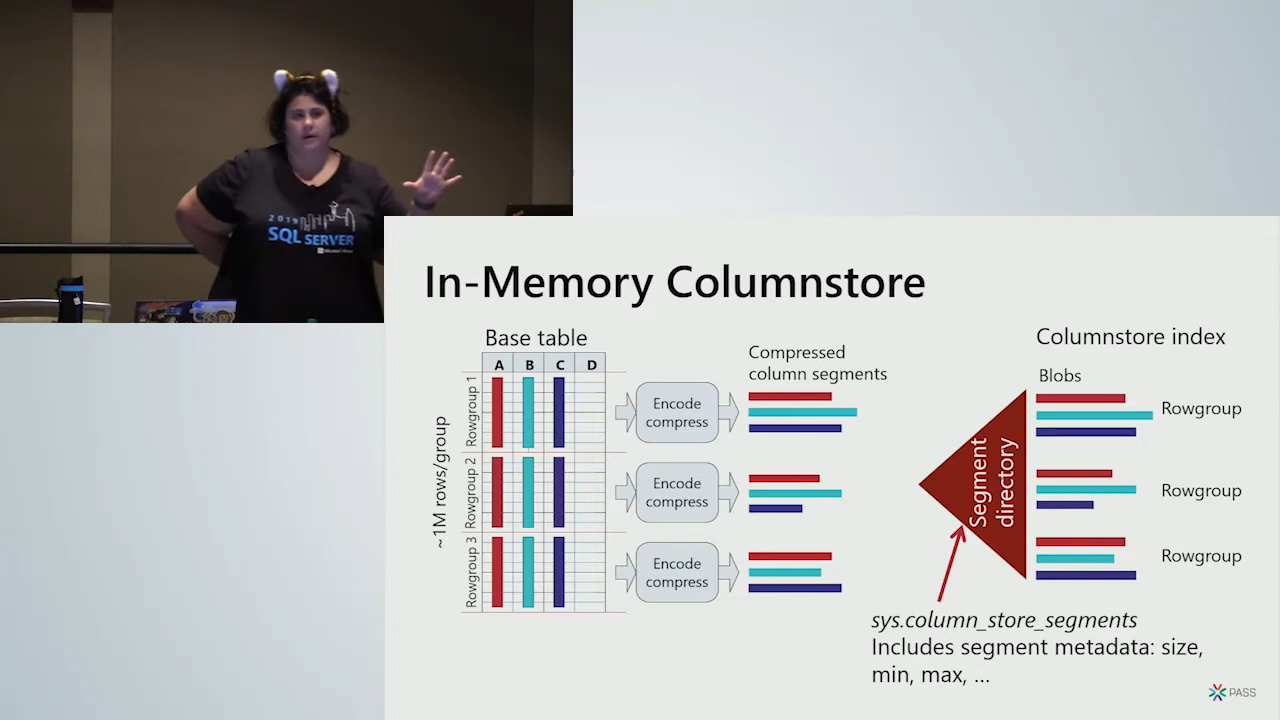 2019
SQL SERVER
In-Memory Columnstore
Base table
A B C D
Rowgroup 1
Rowgroup 2
Rowgroup 3
~1M rows/group
Encode
compress
Encode
compress
Encode
compress
Compressed
column segments
Columnstore index
Blobs
Segment
directory
Rowgroup
Rowgroup
Rowgroup
sys.column_store_segments
Includes segment metadata: size,
min, max, ...
PASS